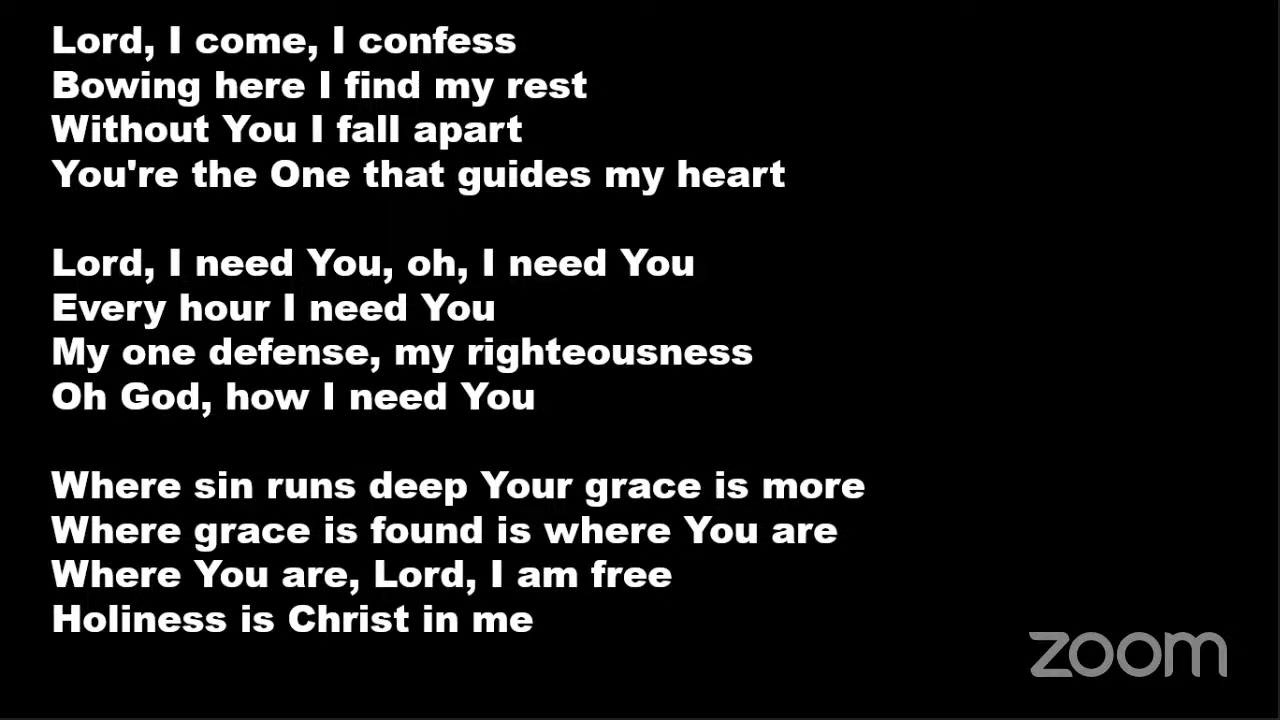 Lord, I come, I confess
Bowing here I find my rest
Without You I fall apart
You're the One that guides my heart
Lord, I need You, oh, I need You
Every hour I need You
My one defense, my righteousness
Oh God, how I need You
Where sin runs deep Your grace is more
Where grace is found is where You are
Where You are, Lord, I am free
Holiness is Christ in me
zoom